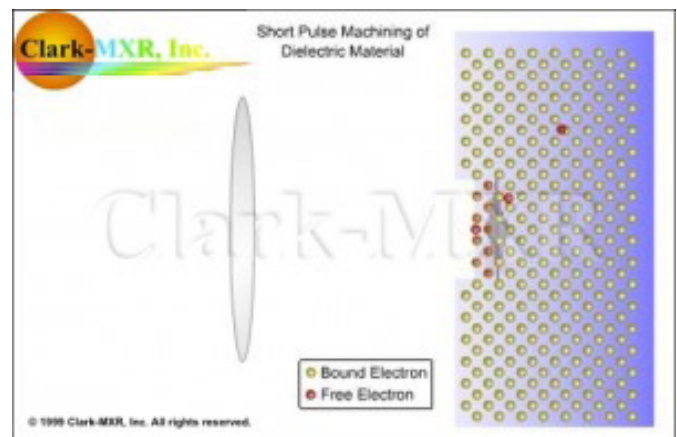 Clark-MXR, Inc.
Short Pulse Machining of
Dielectric Material
Clark-MXR
Bound Electron
Free Electron
© 1999 Clark-MXR, Inc. All rights reserved.